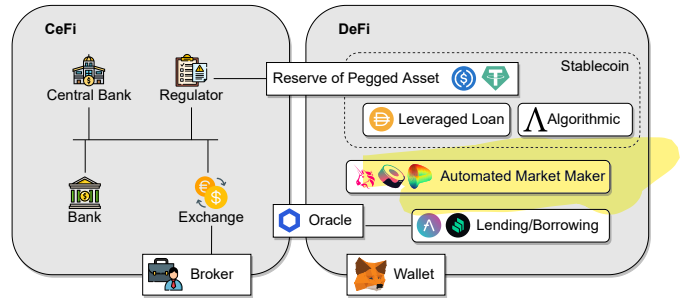 CeFi
DeFi
Central Bank
Regulator
Reserve of Pegged Asset
Stablecoin
Leveraged Loan
Algorithmic
Bank
Exchange
Automated Market Maker
Oracle
Lending/Borrowing
Broker
Wallet